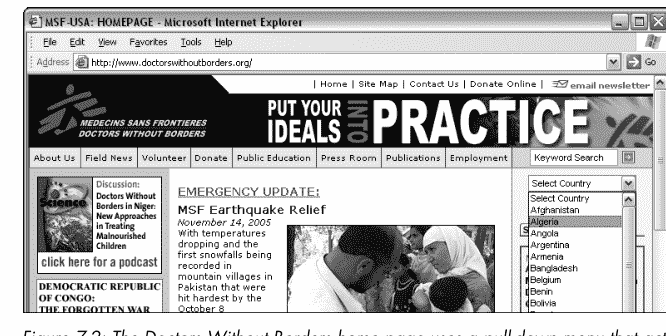 MSF-USA: HOMEPAGE - Microsoft Internet Explorer
File Edit View Favorites Tools Help
Address http://www.doctorswithoutborders.org/ Go
| Home | Site Map | Contact Us | Donate Online | email newsletter
MEDECINS SANS FRONTIERES
DOCTORS WITHOUT BORDERS
PUT YOUR IDEALS INTO PRACTICE
About Us Field News Volunteer Donate Public Education Press Room Publications Employment Keyword Search
Science
Discussion:
Doctors Without
Borders in Niger:
New Approaches
in Treating
Malnourished
Children
click here for a podcast
DEMOCRATIC REPUBLIC
OF CONGO:
THE FORGOTTEN WAR
EMERGENCY UPDATE:
MSF Earthquake Relief
November 14, 2005
With temperatures
dropping and the
first snowfalls being
recorded in
mountain villages in
Pakistan that were
hit hardest by the
October 8
Select Country
Select Country
Afghanistan
Algeria
Angola
Argentina
Armenia
Bangladesh
Belgium
Benin
Bolivia